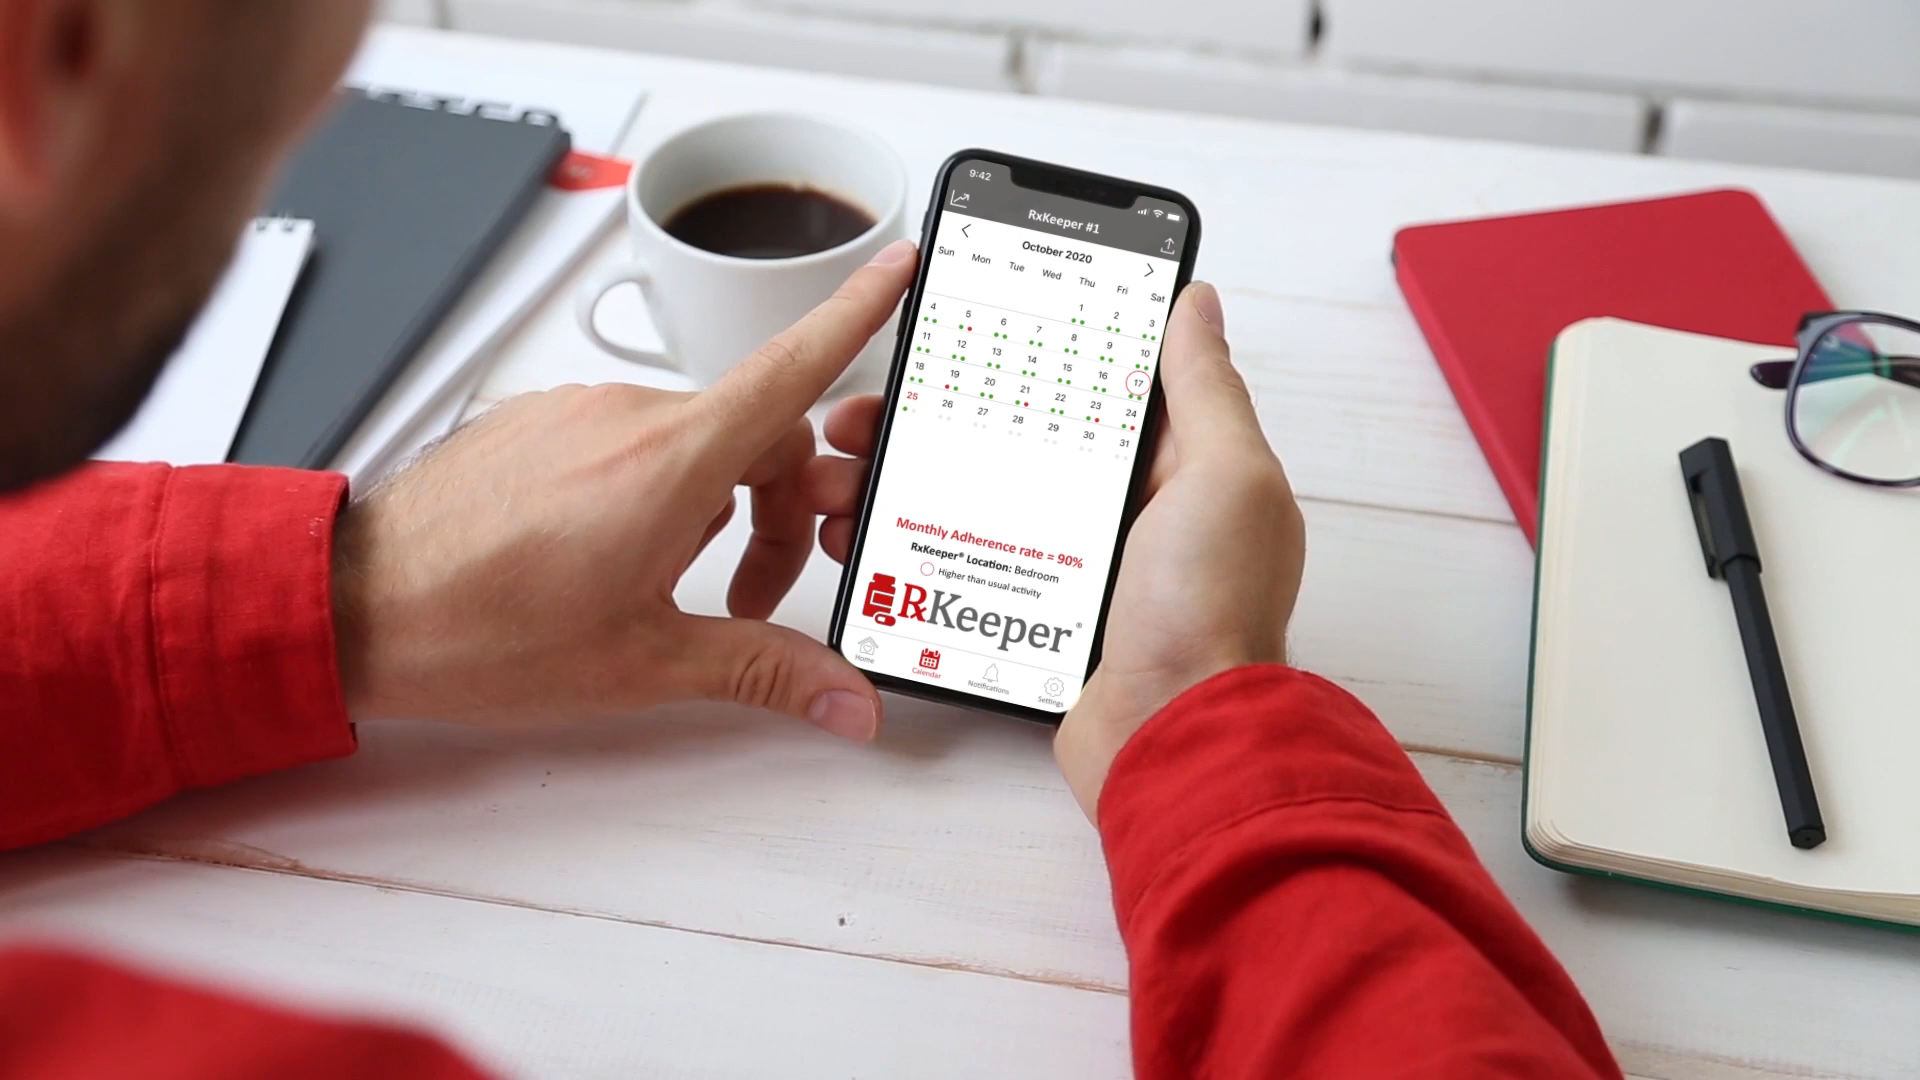 9:42
RxKeeper #1
October 2020
Sun Mon Tue Wed Thu Fri Sat
1 2 3
4 5 6 7 8 9 10
11 12 13 14 15 16 17
18 19 20 21 22 23 24
25 26 27 28 29 30 31
Monthly Adherence rate = 90%
RxKeeper® Location: Bedroom
Higher than usual activity
RxKeeper®
Home Calendar Notifications Settings